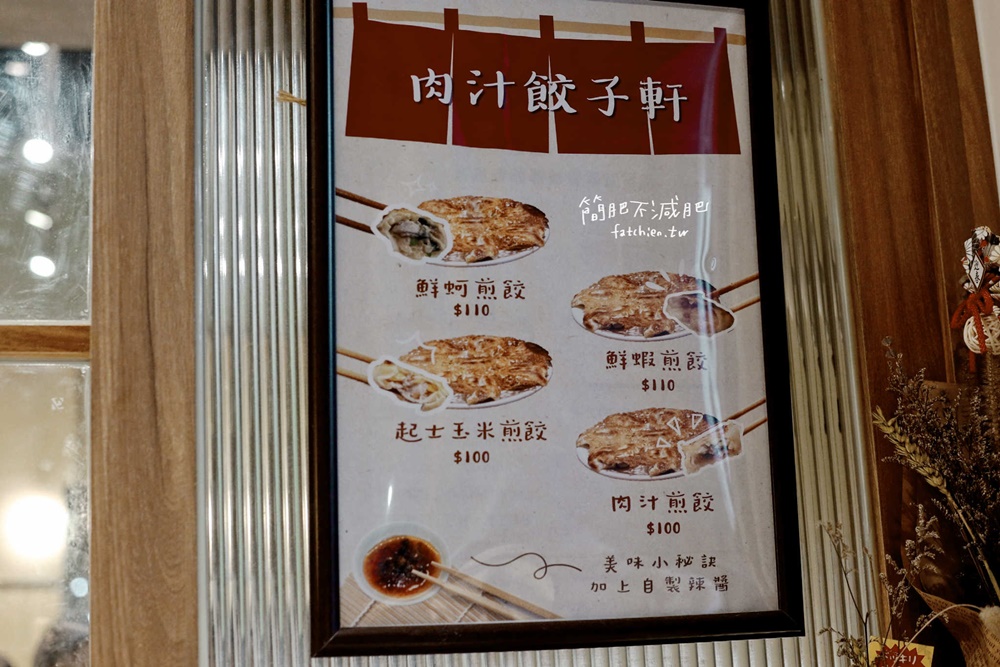 肉汁餃子軒
簡肥不減肥
fatchien.tw
鮮蚵煎餃
$110
鮮蝦煎餃
$110
起士玉米煎餃
$100
肉汁煎餃
$100
美味小秘訣
加上自製辣醬